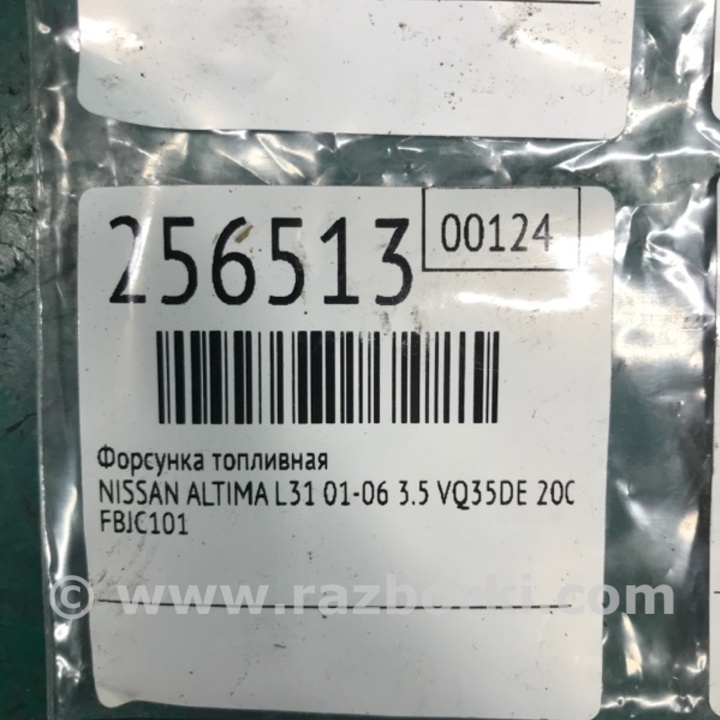 256513
00124
Форсунка топливная
NISSAN ALTIMA L31 01-06 3.5 VQ35DE 20C
FBJC101
© www.razborki.com